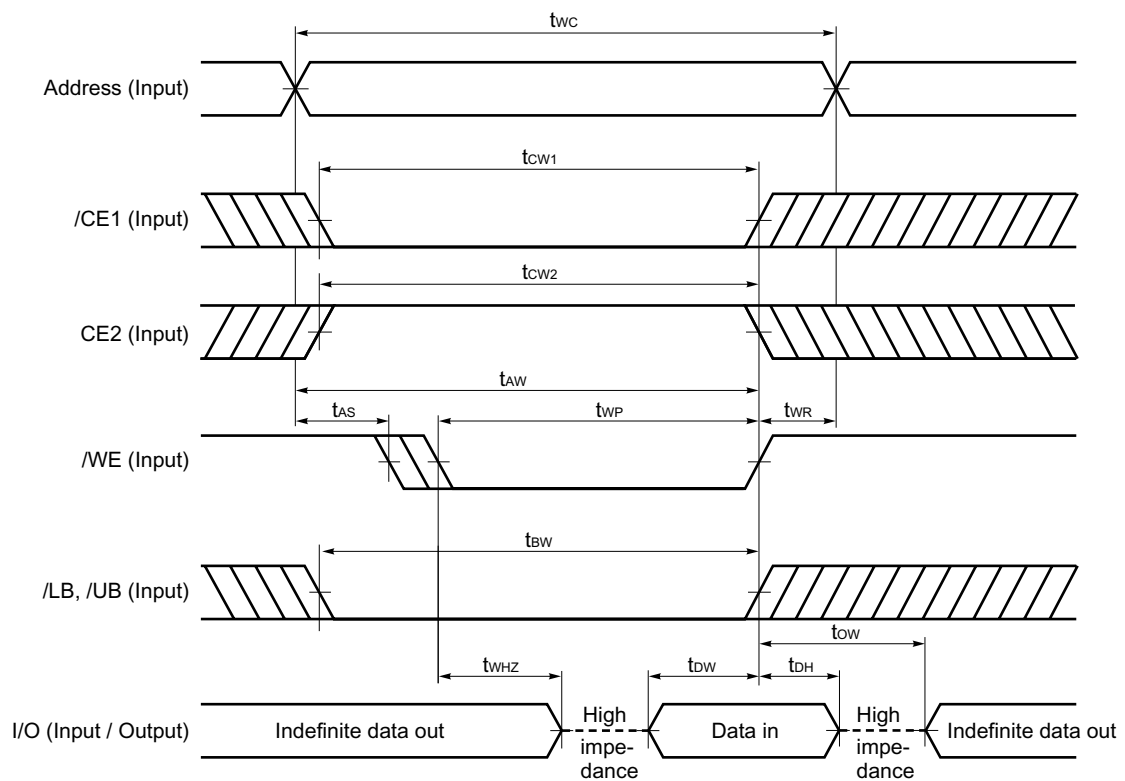 tWC
Address (Input)
tCW1
/CE1 (Input)
tCW2
CE2 (Input)
tAW
tAS
tWP
tWR
/WE (Input)
tBW
/LB, /UB (Input)
tOW
tWHZ
tDW
tDH
I/O (Input / Output)
Indefinite data out
High
impe-
dance
Data in
High
impe-
dance
Indefinite data out